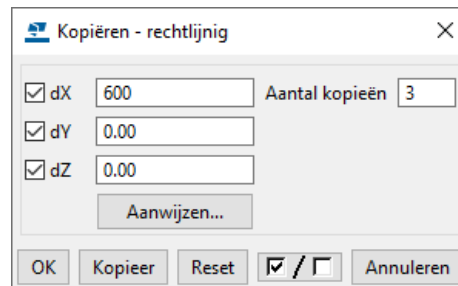 Kopiëren - rechtlijnig
dX 600 Aantal kopieën 3
dY 0.00
dZ 0.00
Aanwijzen...
OK Kopieer Reset / Annuleren